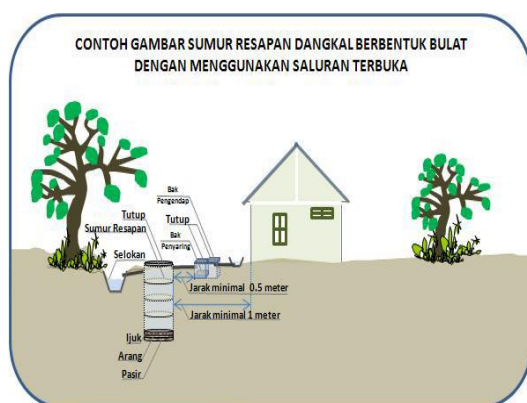 CONTOH GAMBAR SUMUR RESAPAN DANGKAL BERBENTUK BULAT
DENGAN MENGGUNAKAN SALURAN TERBUKA
Bak
Pengendap
Tutup
Sumur Resapan
Tutup
Bak
Penyaring
Selokan
Jarak minimal 0.5 meter
Jarak minimal 1 meter
Ijuk
Arang
Pasir